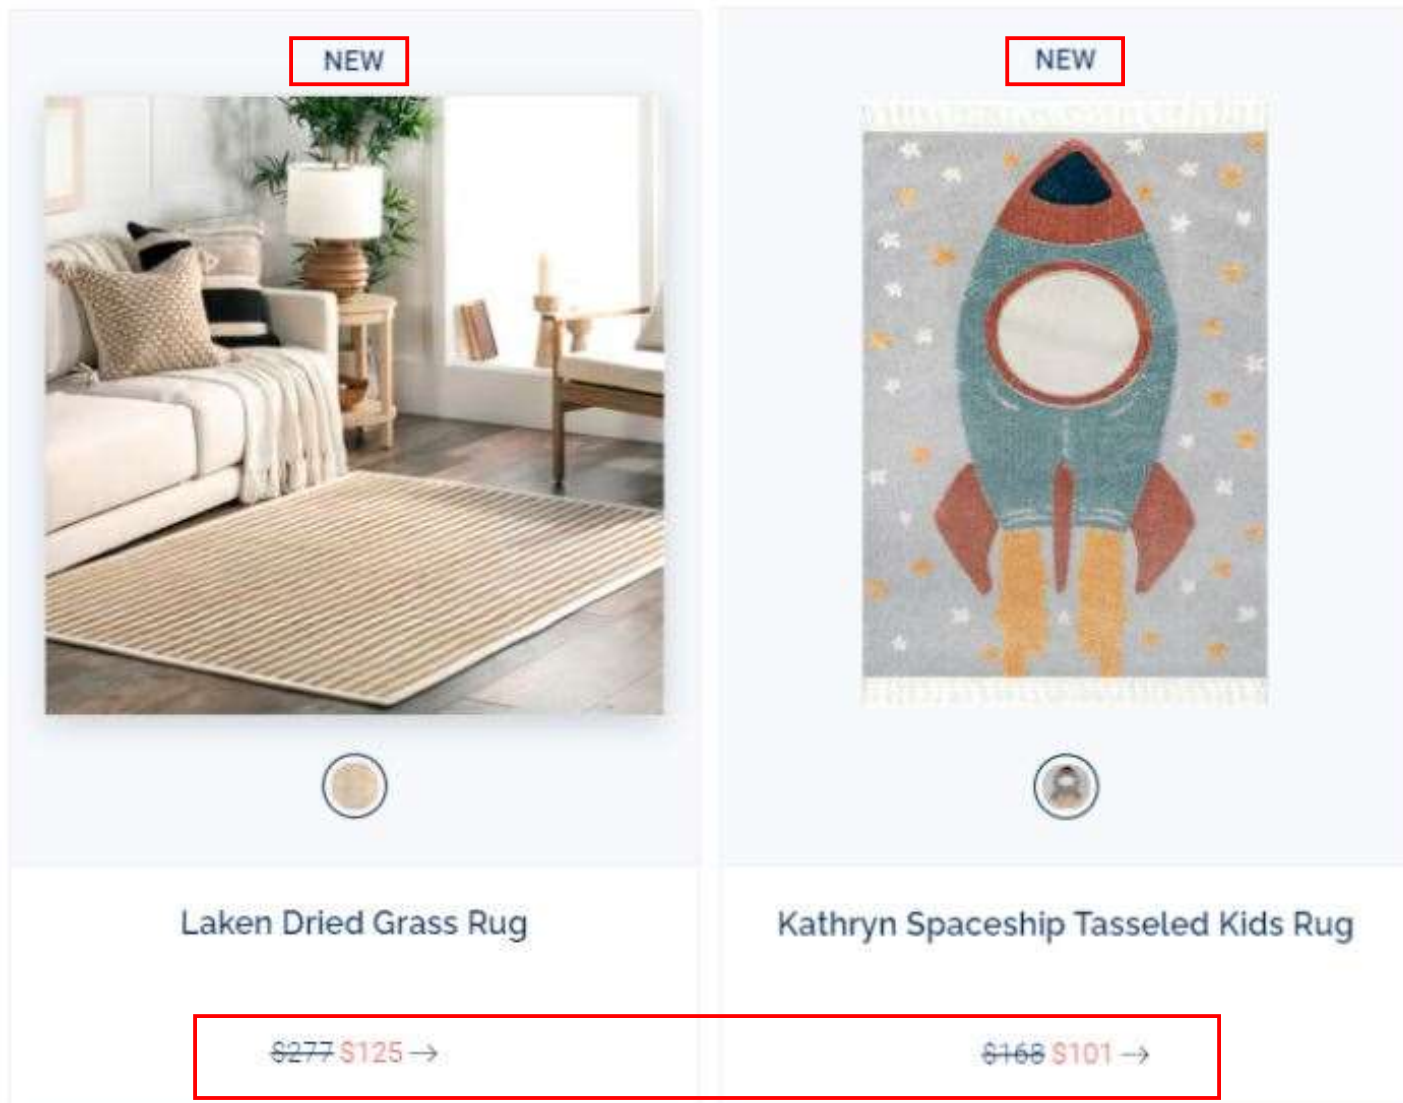 NEW
NEW
Laken Dried Grass Rug
Kathryn Spaceship Tasseled Kids Rug
$277 $125 →
$168 $101 →